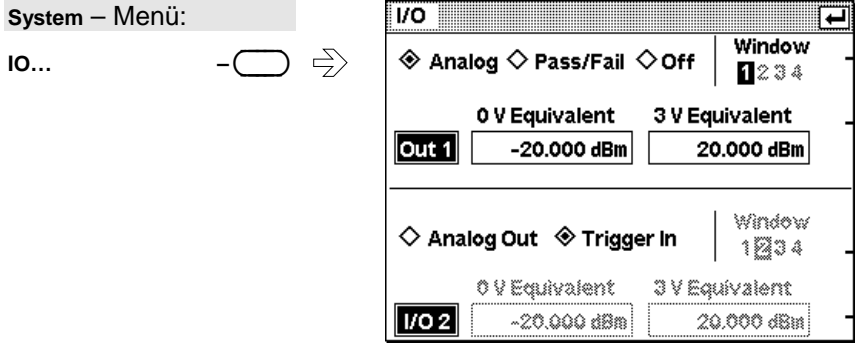 System – Menü:
IO...
I/O
Analog Pass/Fail Off
Window
1 2 3 4
0 V Equivalent 3 V Equivalent
Out 1 -20.000 dBm 20.000 dBm
Analog Out Trigger In
Window
1 2 3 4
0 V Equivalent 3 V Equivalent
I/O 2 -20.000 dBm 20.000 dBm